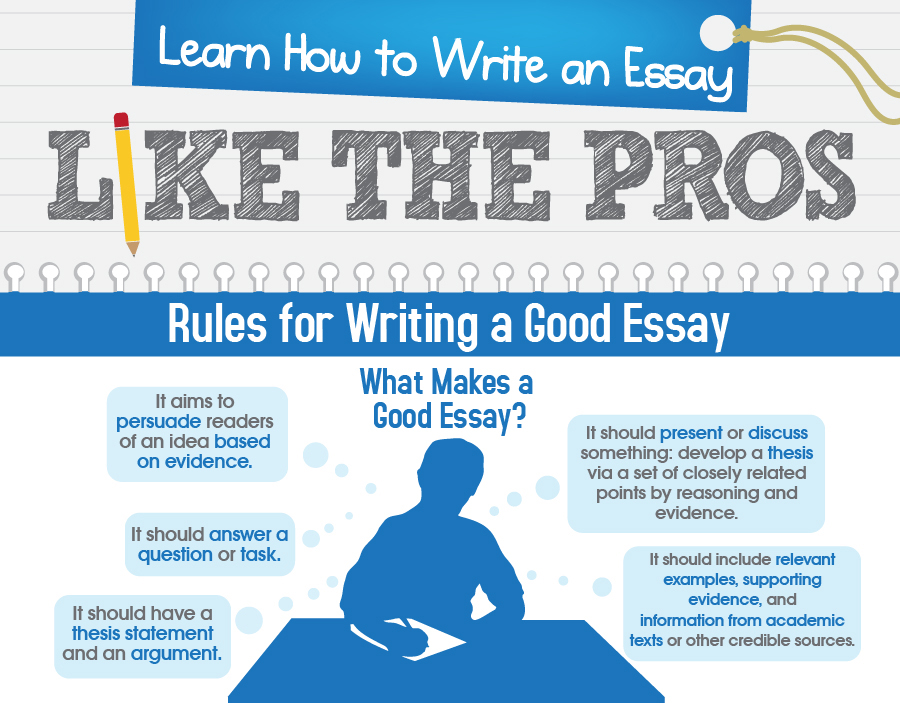 Learn How to Write an Essay
LIKE THE PROS
Rules for Writing a Good Essay
What Makes a
Good Essay?
It aims to
persuade readers
of an idea based
on evidence.
It should answer a
question or task.
It should have a
thesis statement
and an argument.
It should present or discuss
something: develop a thesis
via a set of closely related
points by reasoning and
evidence.
It should include relevant
examples, supporting
evidence, and
information from academic
texts or other credible sources.